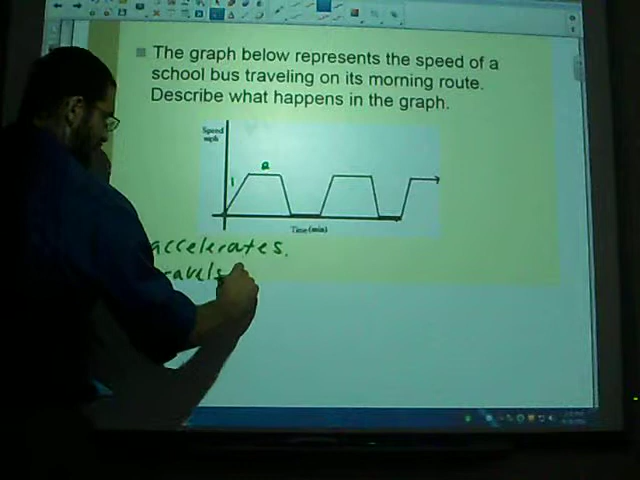 The graph below represents the speed of a
school bus traveling on its morning route.
Describe what happens in the graph.
Speed
mph
1
2
Time (min)
accelerates.